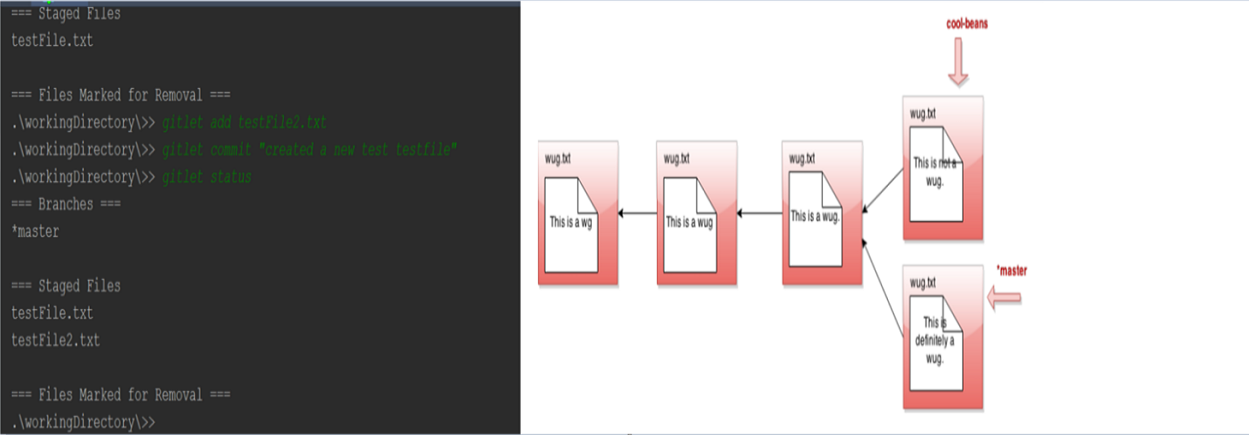 === Staged Files
testFile.txt
=== Files Marked for Removal ===
.\workingDirectory\>> gitlet add testFile2.txt
.\workingDirectory\>> gitlet commit "created a new test testfile"
.\workingDirectory\>> gitlet status
=== Branches ===
*master
=== Staged Files
testFile.txt
testFile2.txt
=== Files Marked for Removal ===
.\workingDirectory\>>
cool-beans
wug.txt
This is not a
wug.
wug.txt
This is a wg
wug.txt
This is a wug
wug.txt
This is a wug.
*master
wug.txt
This is
definitely a
wug.